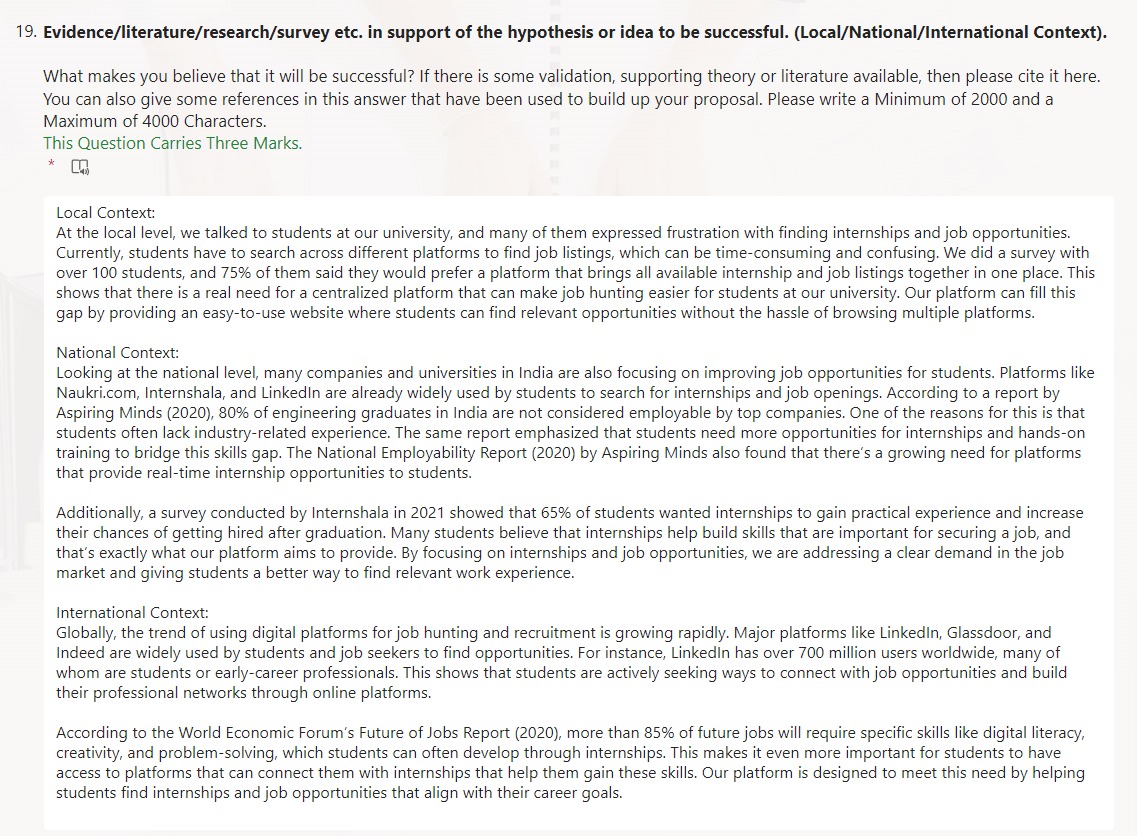 19. Evidence/literature/research/survey etc. in support of the hypothesis or idea to be successful. (Local/National/International Context).
What makes you believe that it will be successful? If there is some validation, supporting theory or literature available, then please cite it here.
You can also give some references in this answer that have been used to build up your proposal. Please write a Minimum of 2000 and a
Maximum of 4000 Characters.
This Question Carries Three Marks.
*
Local Context:
At the local level, we talked to students at our university, and many of them expressed frustration with finding internships and job opportunities.
Currently, students have to search across different platforms to find job listings, which can be time-consuming and confusing. We did a survey with
over 100 students, and 75% of them said they would prefer a platform that brings all available internship and job listings together in one place. This
shows that there is a real need for a centralized platform that can make job hunting easier for students at our university. Our platform can fill this
gap by providing an easy-to-use website where students can find relevant opportunities without the hassle of browsing multiple platforms.
National Context:
Looking at the national level, many companies and universities in India are also focusing on improving job opportunities for students. Platforms like
Naukri.com, Internshala, and LinkedIn are already widely used by students to search for internships and job openings. According to a report by
Aspiring Minds (2020), 80% of engineering graduates in India are not considered employable by top companies. One of the reasons for this is that
students often lack industry-related experience. The same report emphasized that students need more opportunities for internships and hands-on
training to bridge this skills gap. The National Employability Report (2020) by Aspiring Minds also found that there's a growing need for platforms
that provide real-time internship opportunities to students.
Additionally, a survey conducted by Internshala in 2021 showed that 65% of students wanted internships to gain practical experience and increase
their chances of getting hired after graduation. Many students believe that internships help build skills that are important for securing a job, and
that's exactly what our platform aims to provide. By focusing on internships and job opportunities, we are addressing a clear demand in the job
market and giving students a better way to find relevant work experience.
International Context:
Globally, the trend of using digital platforms for job hunting and recruitment is growing rapidly. Major platforms like LinkedIn, Glassdoor, and
Indeed are widely used by students and job seekers to find opportunities. For instance, LinkedIn has over 700 million users worldwide, many of
whom are students or early-career professionals. This shows that students are actively seeking ways to connect with job opportunities and build
their professional networks through online platforms.
According to the World Economic Forum's Future of Jobs Report (2020), more than 85% of future jobs will require specific skills like digital literacy,
creativity, and problem-solving, which students can often develop through internships. This makes it even more important for students to have
access to platforms that can connect them with internships that help them gain these skills. Our platform is designed to meet this need by helping
students find internships and job opportunities that align with their career goals.